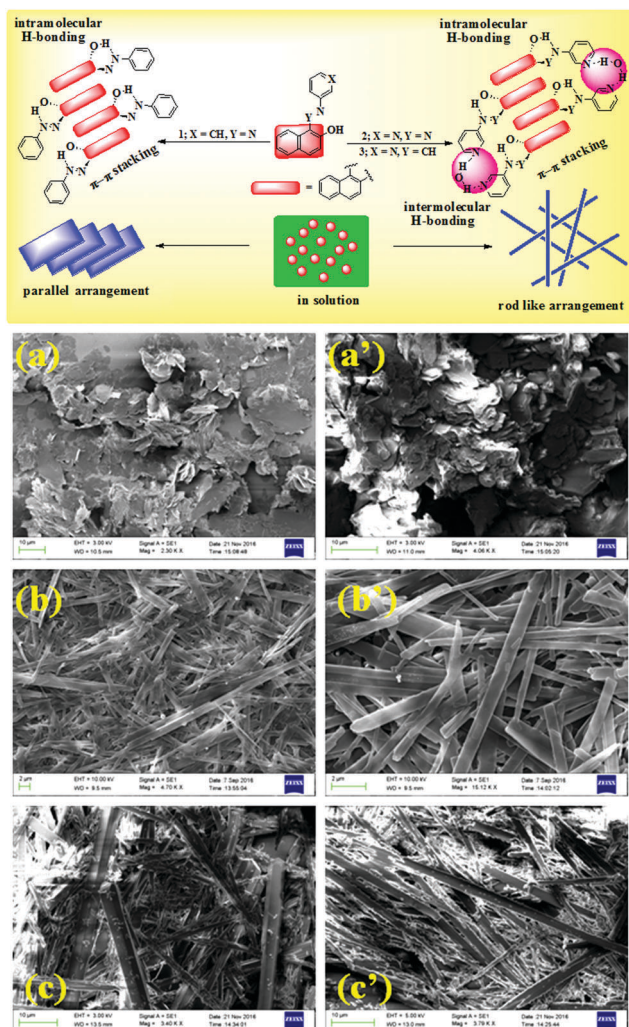 intramolecular
H-bonding
O
H
N
N
1; X = CH, Y = N
π–π stacking
parallel arrangement
X
N
Y
OH
=
in solution
2; X = N, Y = N
3; X = N, Y = CH
intramolecular
H-bonding
π–π stacking
intermolecular
H-bonding
rod like arrangement
(a)
10 µm
EHT = 3.00 kV
WD = 10.5 mm
Signal A = SE1
Mag = 2.30 K X
Date :21 Nov 2016
Time :15:08:48
ZEISS
(a')
10 µm
EHT = 3.00 kV
WD = 11.0 mm
Signal A = SE1
Mag = 4.06 K X
Date :21 Nov 2016
Time :15:05:20
ZEISS
(b)
2 µm
EHT = 10.00 kV
WD = 9.5 mm
Signal A = SE1
Mag = 4.70 K X
Date :7 Sep 2016
Time :13:55:04
ZEISS
(b')
2 µm
EHT = 10.00 kV
WD = 9.5 mm
Signal A = SE1
Mag = 15.12 K X
Date :7 Sep 2016
Time :14:02:12
ZEISS
(c)
10 µm
EHT = 3.00 kV
WD = 13.5 mm
Signal A = SE1
Mag = 3.40 K X
Date :21 Nov 2016
Time :14:34:01
ZEISS
(c')
10 µm
EHT = 5.00 kV
WD = 13.0 mm
Signal A = SE1
Mag = 3.78 K X
Date :21 Nov 2016
Time :14:25:44
ZEISS